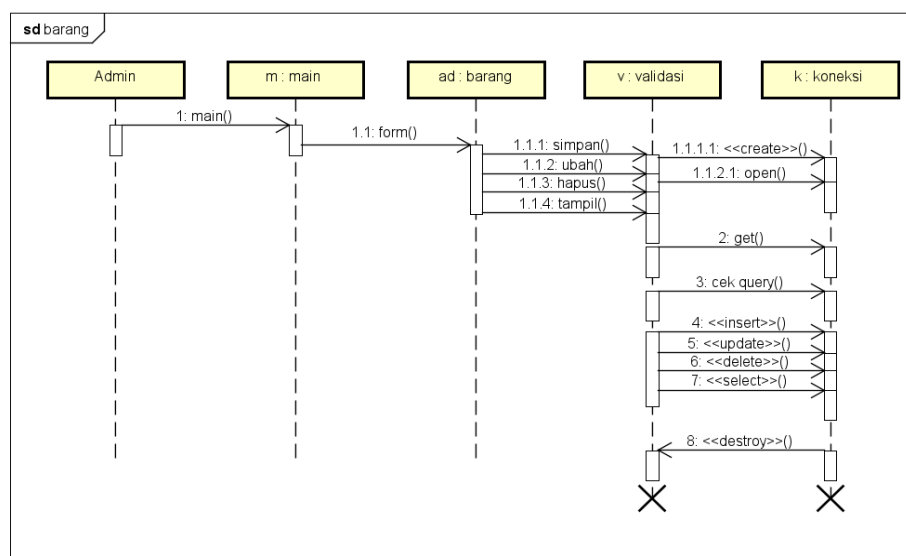 sd barang
Admin
m : main
ad : barang
v : validasi
k : koneksi
1: main()
1.1: form()
1.1.1: simpan()
1.1.1.1: <<create>>()
1.1.2: ubah()
1.1.2.1: open()
1.1.3: hapus()
1.1.4: tampil()
2: get()
3: cek query()
4: <<insert>>()
5: <<update>>()
6: <<delete>>()
7: <<select>>()
8: <<destroy>>()